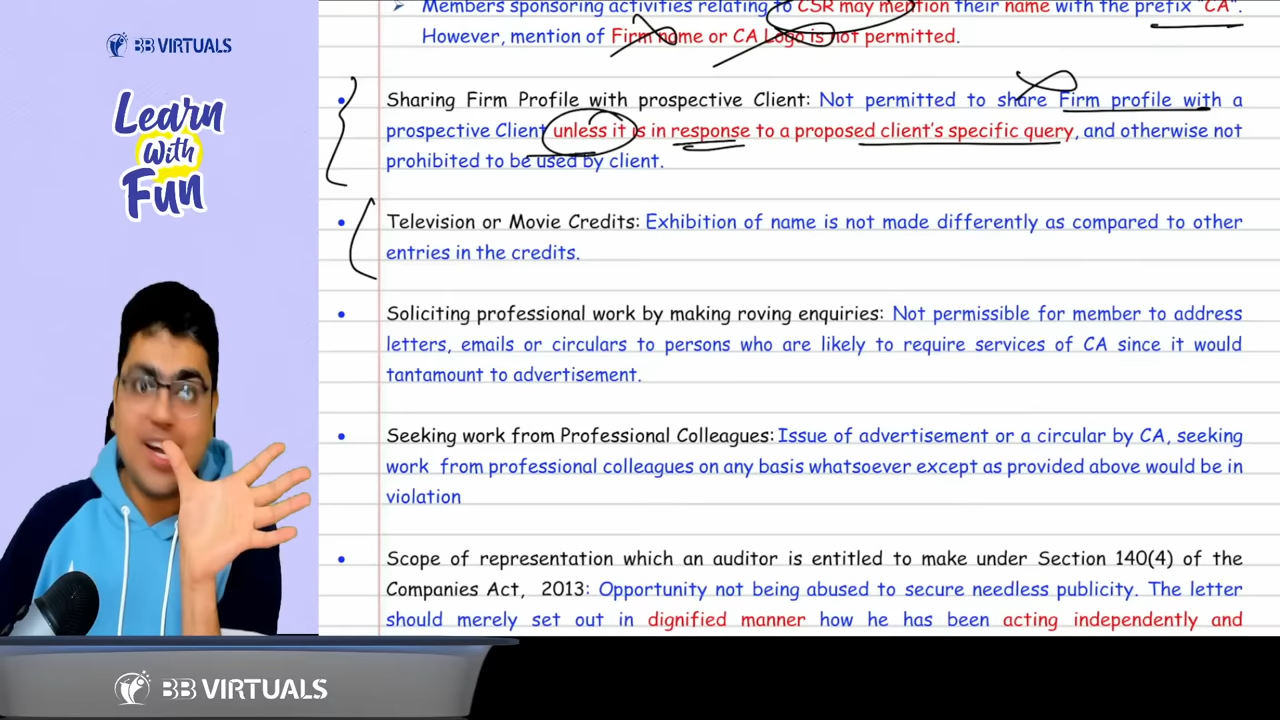 BB VIRTUALS
Learn
With
Fun
Members sponsoring activities relating to CSR may mention their name with the prefix "CA".
However, mention of Firm name or CA Logo is not permitted.
Sharing Firm Profile with prospective Client: Not permitted to share Firm profile with a
prospective Client unless it is in response to a proposed client's specific query, and otherwise not
prohibited to be used by client.
Television or Movie Credits: Exhibition of name is not made differently as compared to other
entries in the credits.
Soliciting professional work by making roving enquiries: Not permissible for member to address
letters, emails or circulars to persons who are likely to require services of CA since it would
tantamount to advertisement.
Seeking work from Professional Colleagues: Issue of advertisement or a circular by CA, seeking
work from professional colleagues on any basis whatsoever except as provided above would be in
violation
Scope of representation which an auditor is entitled to make under Section 140(4) of the
Companies Act, 2013: Opportunity not being abused to secure needless publicity. The letter
should merely set out in dignified manner how he has been acting independently and
BB VIRTUALS